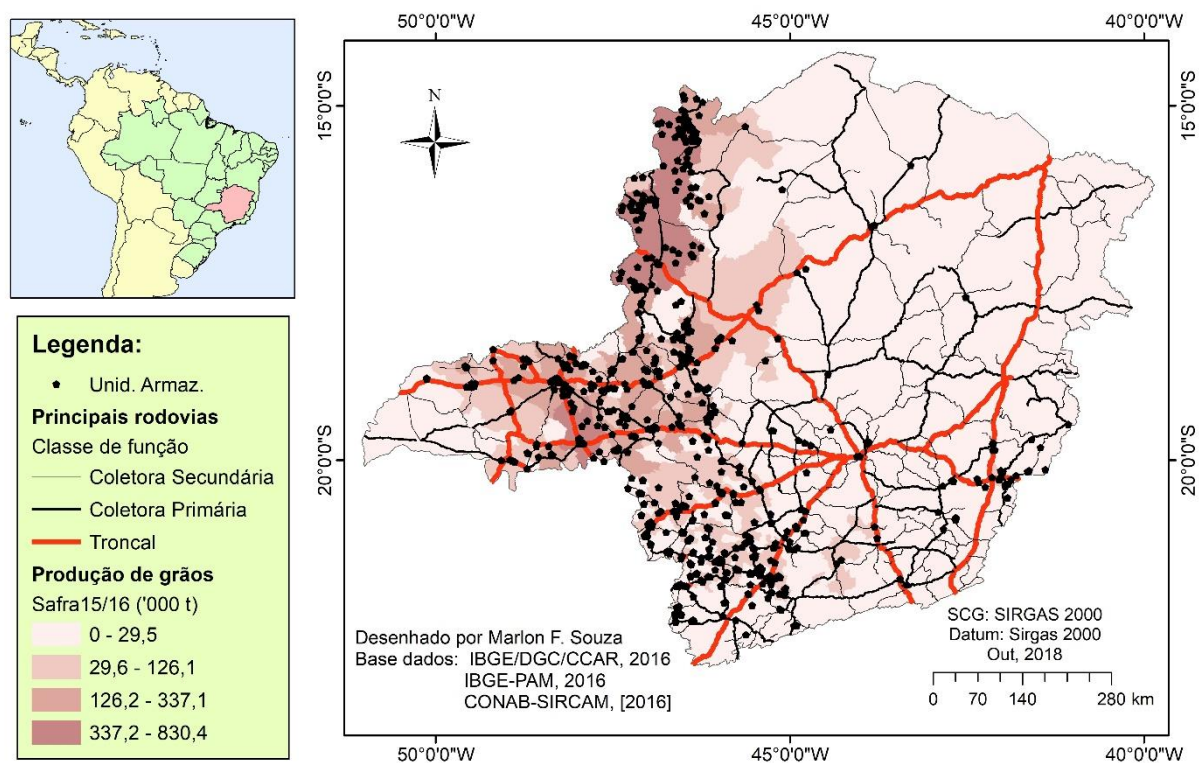 50°0'0"W
45°0'0"W
40°0'0"W
15°0'0"S
20°0'0"S
N
15°0'0"S
20°0'0"S
Legenda:
Unid. Armaz.
Principais rodovias
Classe de função
Coletora Secundária
Coletora Primária
Troncal
Produção de grãos
Safra15/16 ('000 t)
0 - 29,5
29,6 - 126,1
126,2 - 337,1
337,2 - 830,4
Desenhado por Marlon F. Souza
Base dados: IBGE/DGC/CCAR, 2016
IBGE-PAM, 2016
CONAB-SIRCAM, [2016]
SCG: SIRGAS 2000
Datum: Sirgas 2000
Out, 2018
0 70 140 280 km
50°0'0"W
45°0'0"W
40°0'0"W